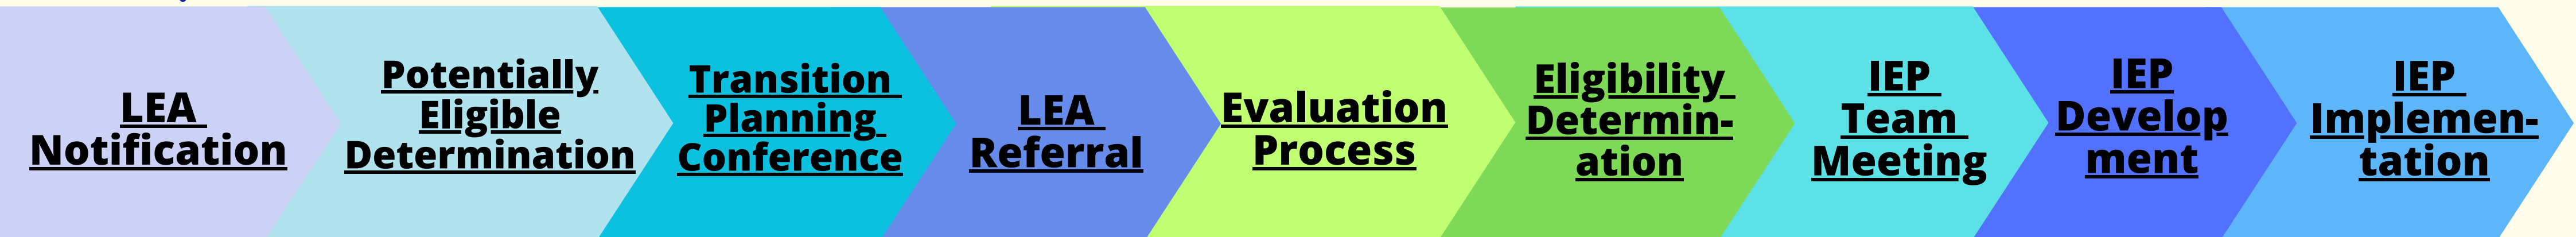 LEA
Notification
Potentially
Eligible
Determination
Transition
Planning
Conference
LEA
Referral
Evaluation
Process
Eligibility
Determin-
ation
IEP
Team
Meeting
IEP
Develop
ment
IEP
Implemen-
tation